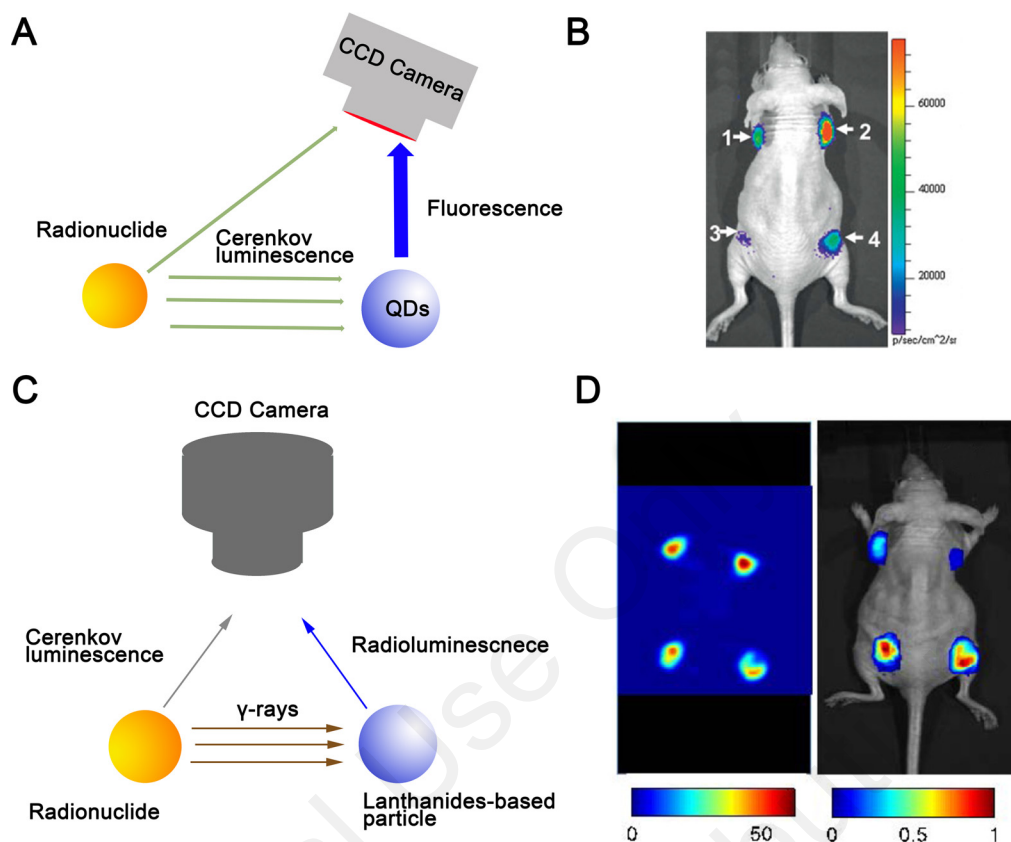 A
CCD Camera
Radionuclide
Cerenkov
luminescence
Fluorescence
QDs
B
1
2
3
4
60000
40000
20000
p/sec/cm^2/sr
C
CCD Camera
Cerenkov
luminescence
Radioluminescnece
γ-rays
Radionuclide
Lanthanides-based
particle
D
0
50
0
0.5
1